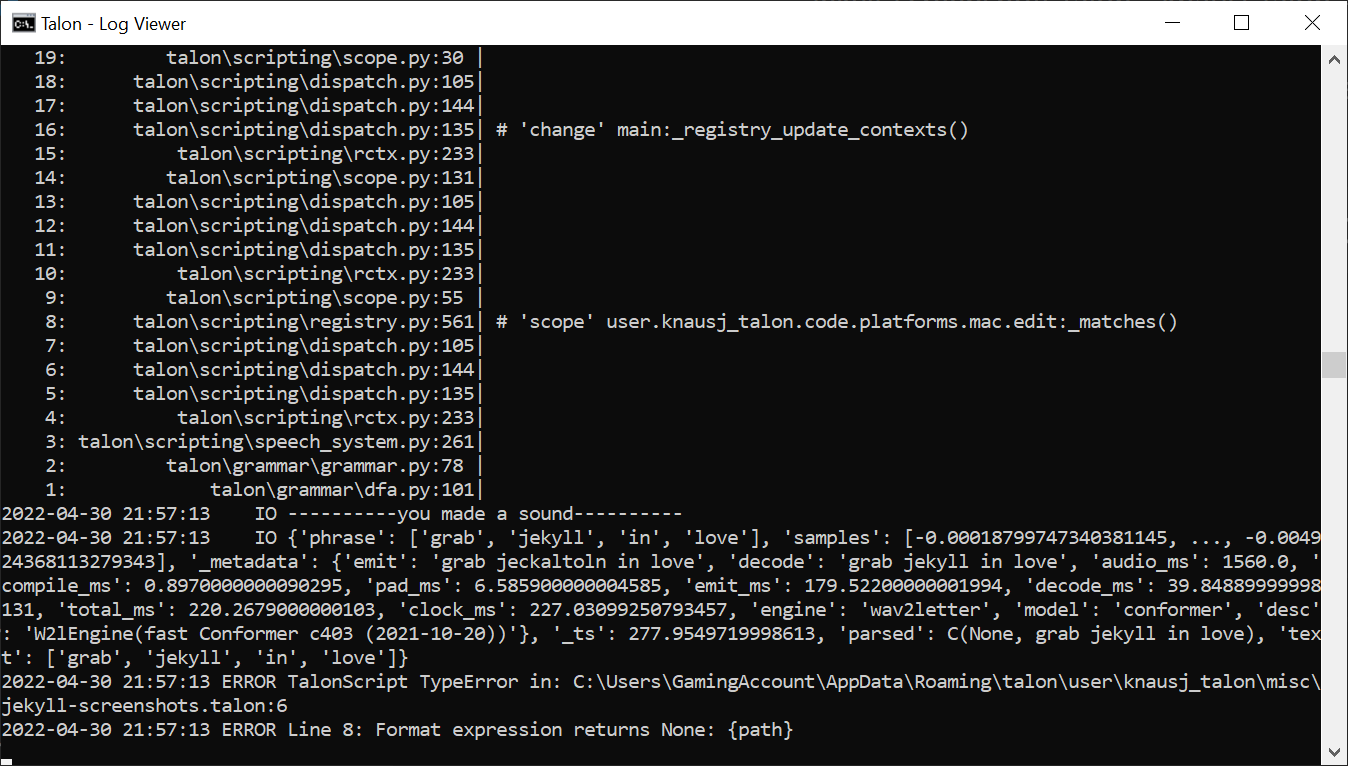 Talon - Log Viewer
19: talon\scripting\scope.py:30 |
18: talon\scripting\dispatch.py:105|
17: talon\scripting\dispatch.py:144|
16: talon\scripting\dispatch.py:135| # 'change' main:_registry_update_contexts()
15: talon\scripting\rctx.py:233|
14: talon\scripting\scope.py:131|
13: talon\scripting\dispatch.py:105|
12: talon\scripting\dispatch.py:144|
11: talon\scripting\dispatch.py:135|
10: talon\scripting\rctx.py:233|
9: talon\scripting\scope.py:55 |
8: talon\scripting\registry.py:561| # 'scope' user.knausj_talon.code.platforms.mac.edit:_matches()
7: talon\scripting\dispatch.py:105|
6: talon\scripting\dispatch.py:144|
5: talon\scripting\dispatch.py:135|
4: talon\scripting\rctx.py:233|
3: talon\scripting\speech_system.py:261|
2: talon\grammar\grammar.py:78 |
1: talon\grammar\dfa.py:101|
2022-04-30 21:57:13    IO ----------you made a sound----------
2022-04-30 21:57:13    IO {'phrase': ['grab', 'jekyll', 'in', 'love'], 'samples': [-0.00018799747340381145, ..., -0.0049
24368113279343], '_metadata': {'emit': 'grab jeckaltoln in love', 'decode': 'grab jekyll in love', 'audio_ms': 1560.0, '
compile_ms': 0.8970000000090295, 'pad_ms': 6.585900000004585, 'emit_ms': 179.52200000001994, 'decode_ms': 39.84889999998
131, 'total_ms': 220.2679000000103, 'clock_ms': 227.03099250793457, 'engine': 'wav2letter', 'model': 'conformer', 'desc'
: 'W2lEngine(fast Conformer c403 (2021-10-20))'}, '_ts': 277.9549719998613, 'parsed': C(None, grab jekyll in love), 'tex
t': ['grab', 'jekyll', 'in', 'love']}
2022-04-30 21:57:13 ERROR TalonScript TypeError in: C:\Users\GamingAccount\AppData\Roaming\talon\user\knausj_talon\misc\
jekyll-screenshots.talon:6
2022-04-30 21:57:13 ERROR Line 8: Format expression returns None: {path}